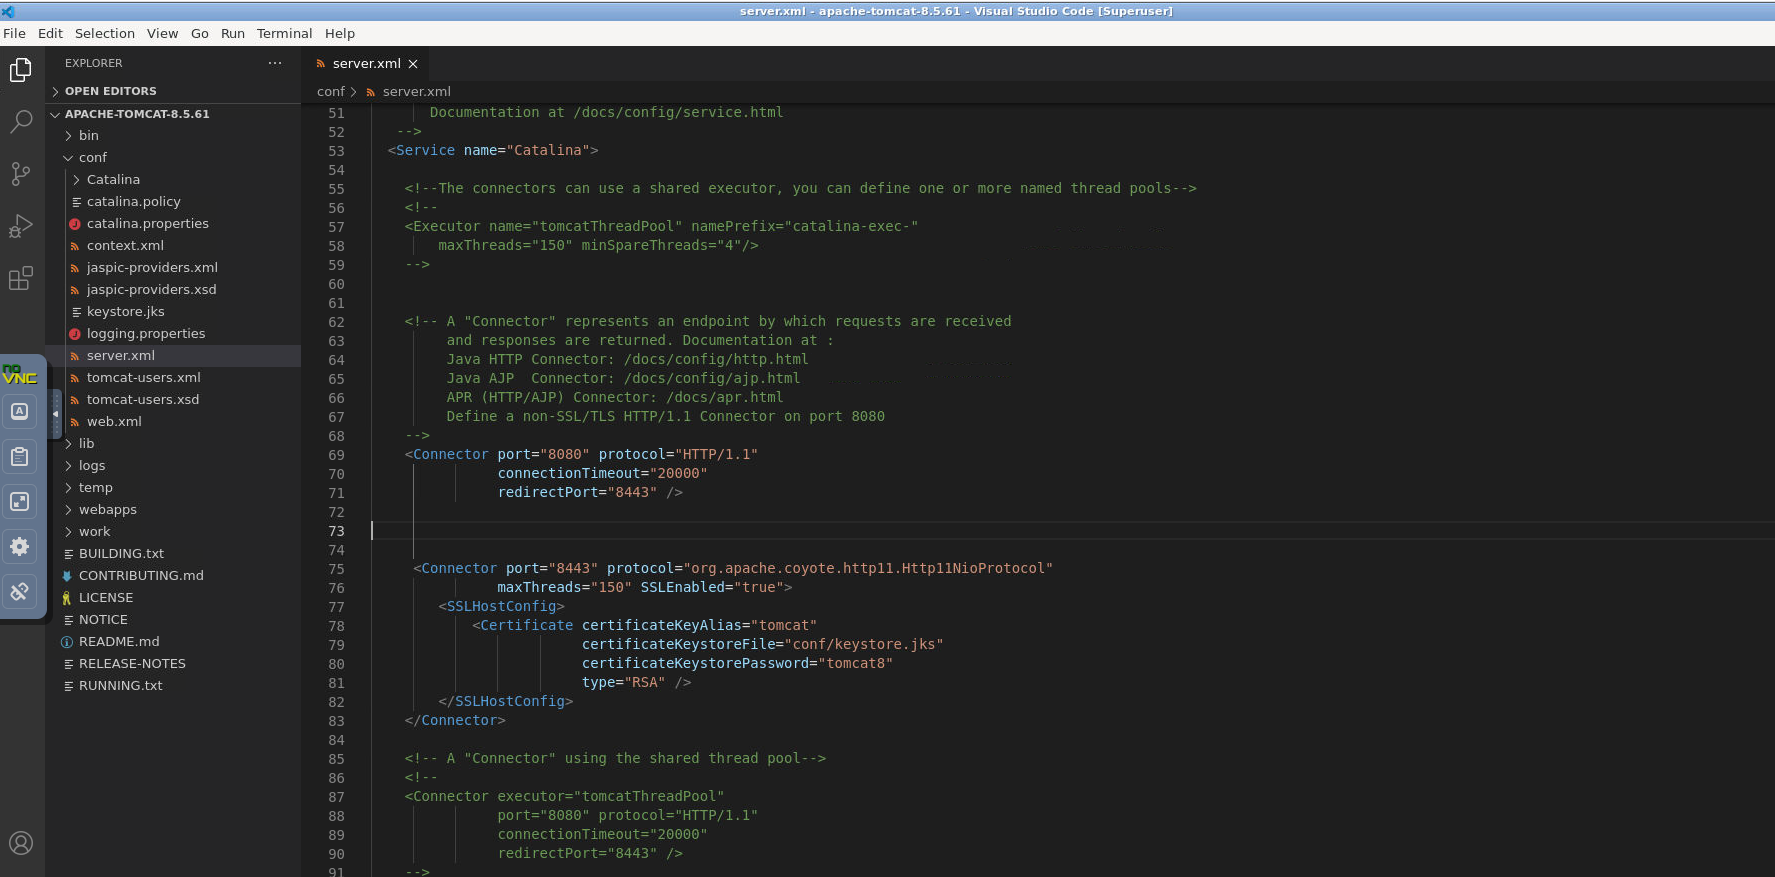 server.xml - apache-tomcat-8.5.61 - Visual Studio Code [Superuser]
File Edit Selection View Go Run Terminal Help
EXPLORER ···
OPEN EDITORS
APACHE-TOMCAT-8.5.61
bin
conf
Catalina
catalina.policy
catalina.properties
context.xml
jaspic-providers.xml
jaspic-providers.xsd
keystore.jks
logging.properties
server.xml
tomcat-users.xml
tomcat-users.xsd
web.xml
lib
logs
temp
webapps
work
BUILDING.txt
CONTRIBUTING.md
LICENSE
NOTICE
README.md
RELEASE-NOTES
RUNNING.txt
no
VNC
A
server.xml
conf > server.xml
51 Documentation at /docs/config/service.html
52 -->
53 <Service name="Catalina">
54
55 <!--The connectors can use a shared executor, you can define one or more named thread pools-->
56 <!--
57 <Executor name="tomcatThreadPool" namePrefix="catalina-exec-"
58 maxThreads="150" minSpareThreads="4"/>
59 -->
60
61
62 <!-- A "Connector" represents an endpoint by which requests are received
63 and responses are returned. Documentation at :
64 Java HTTP Connector: /docs/config/http.html
65 Java AJP  Connector: /docs/config/ajp.html
66 APR (HTTP/AJP) Connector: /docs/apr.html
67 Define a non-SSL/TLS HTTP/1.1 Connector on port 8080
68 -->
69 <Connector port="8080" protocol="HTTP/1.1"
70 connectionTimeout="20000"
71 redirectPort="8443" />
72
73
74
75 <Connector port="8443" protocol="org.apache.coyote.http11.Http11NioProtocol"
76 maxThreads="150" SSLEnabled="true">
77 <SSLHostConfig>
78 <Certificate certificateKeyAlias="tomcat"
79 certificateKeystoreFile="conf/keystore.jks"
80 certificateKeystorePassword="tomcat8"
81 type="RSA" />
82 </SSLHostConfig>
83 </Connector>
84
85 <!-- A "Connector" using the shared thread pool-->
86 <!--
87 <Connector executor="tomcatThreadPool"
88 port="8080" protocol="HTTP/1.1"
89 connectionTimeout="20000"
90 redirectPort="8443" />
91 -->